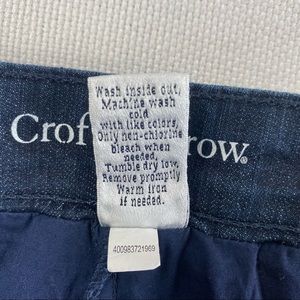 Wash inside out,
Machine wash
cold
with like colors,
Only non-chlorine
bleach when
needed,
Tumble dry low,
Remove promptly
Warm iron
if needed.
Crof row®
400983721969